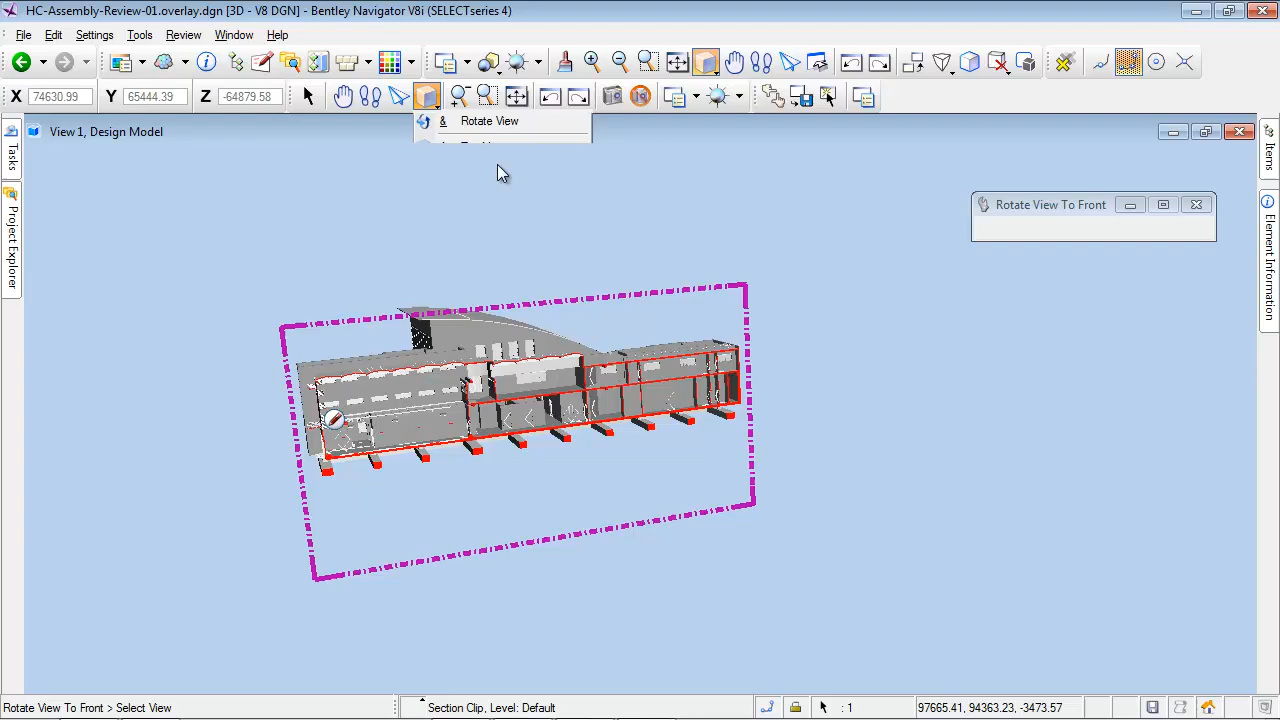 HC-Assembly-Review-01.overlay.dgn [3D - V8 DGN] - Bentley Navigator V8i (SELECTseries 4)
File Edit Settings Tools Review Window Help
X 74630.99 Y 65444.39 Z -64879.58
& Rotate View
View 1, Design Model
Tasks
Project Explorer
Rotate View To Front
Items
Element Information
Rotate View To Front > Select View
Section Clip, Level: Default
: 1
97665.41, 94363.23, -3473.57